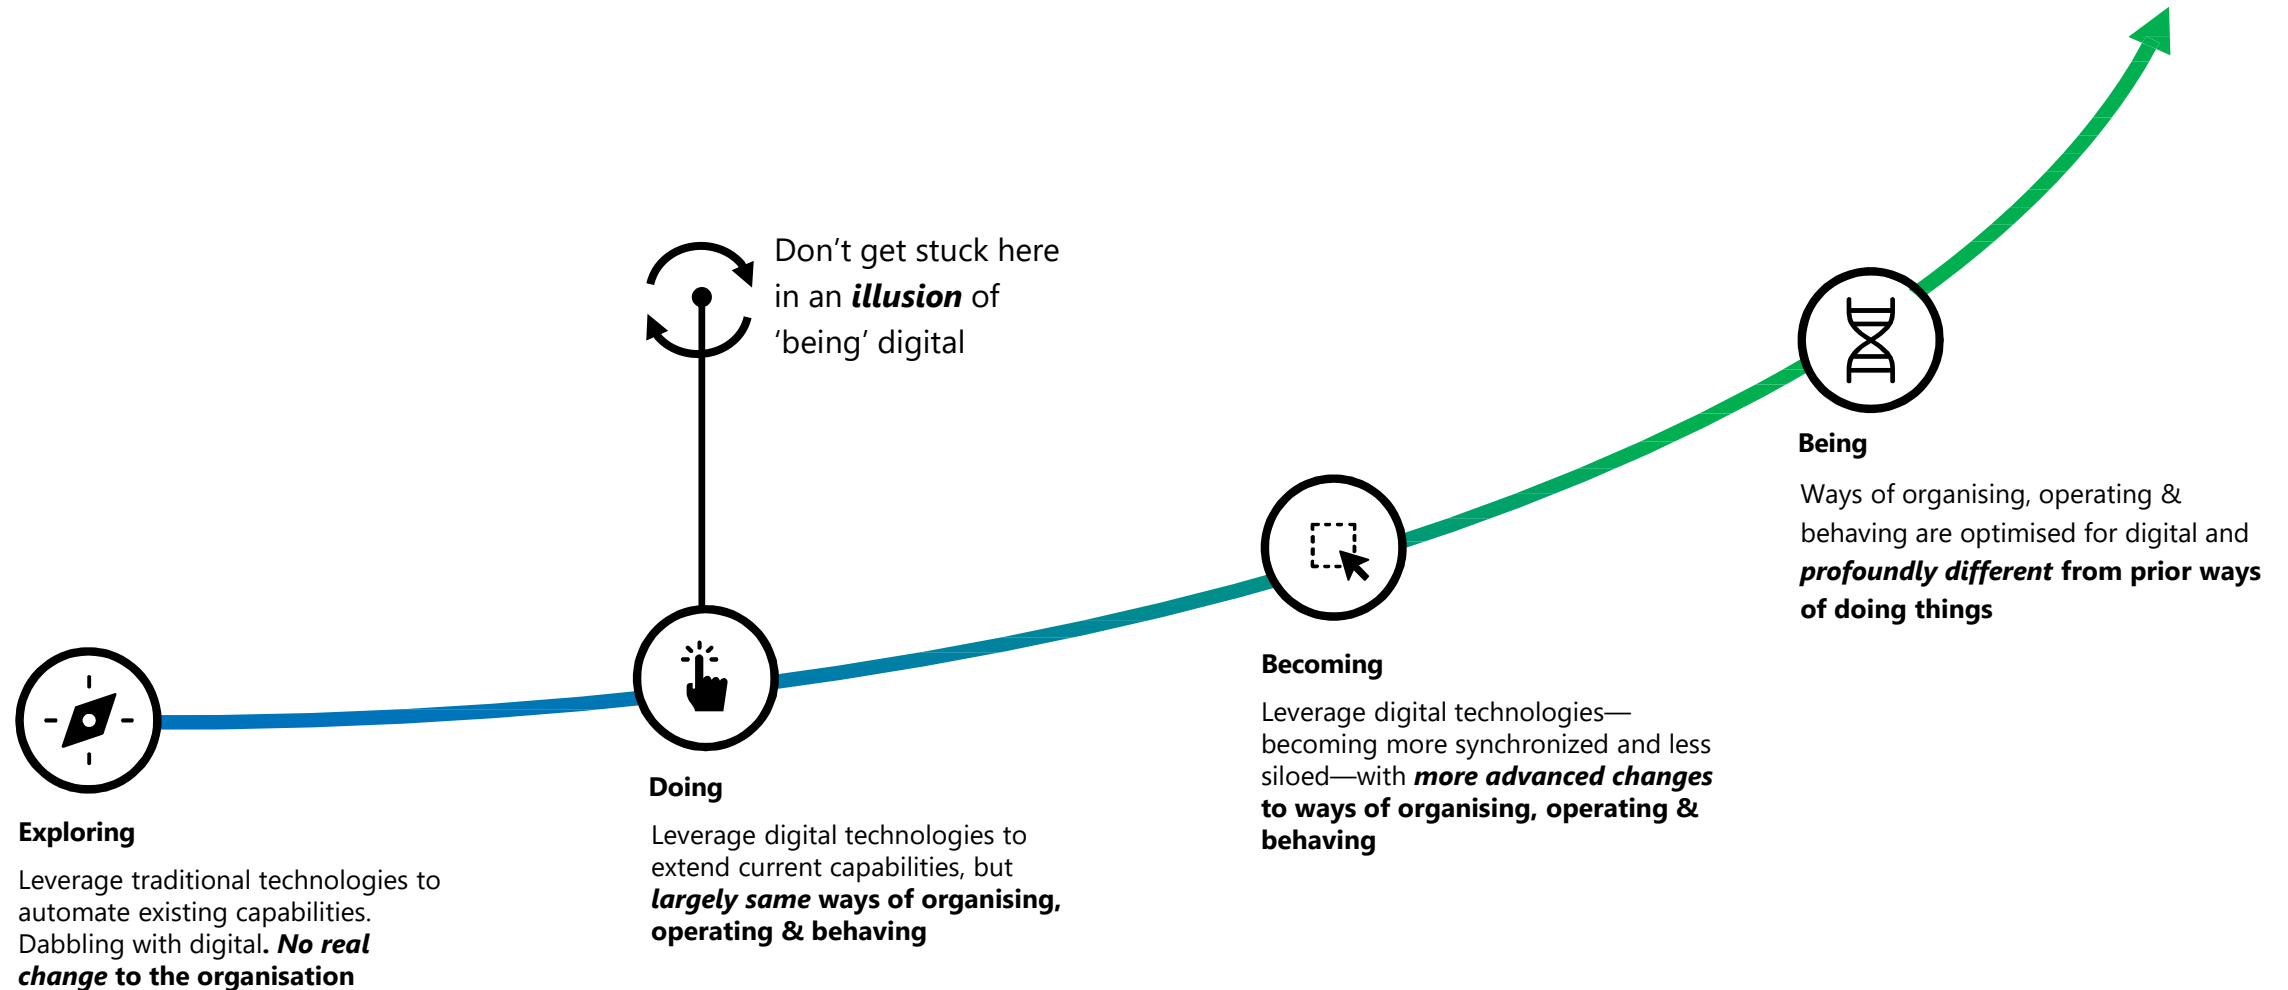 Don’t get stuck here
in an illusion of
‘being’ digital
Exploring
Leverage traditional technologies to
automate existing capabilities.
Dabbling with digital. No real
change to the organisation
Doing
Leverage digital technologies to
extend current capabilities, but
largely same ways of organising,
operating & behaving
Becoming
Leverage digital technologies—
becoming more synchronized and less
siloed—with more advanced changes
to ways of organising, operating &
behaving
Being
Ways of organising, operating &
behaving are optimised for digital and
profoundly different from prior ways
of doing things